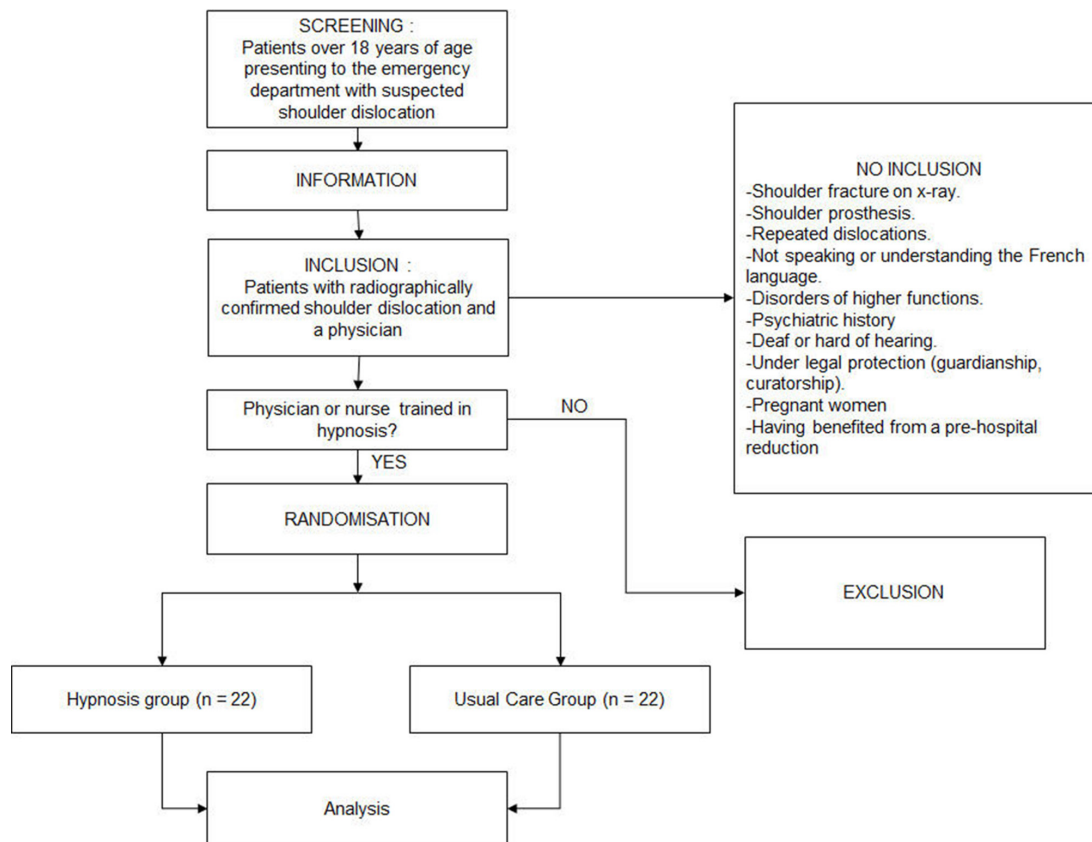 SCREENING :
Patients over 18 years of age
presenting to the emergency
department with suspected
shoulder dislocation
INFORMATION
INCLUSION :
Patients with radiographically
confirmed shoulder dislocation and
a physician
NO INCLUSION
-Shoulder fracture on x-ray.
-Shoulder prosthesis.
-Repeated dislocations.
-Not speaking or understanding the French
language.
-Disorders of higher functions.
-Psychiatric history
-Deaf or hard of hearing.
-Under legal protection (guardianship,
curatorship).
-Pregnant women
-Having benefited from a pre-hospital
reduction
Physician or nurse trained in
hypnosis?
NO
YES
RANDOMISATION
EXCLUSION
Hypnosis group (n = 22)
Usual Care Group (n = 22)
Analysis